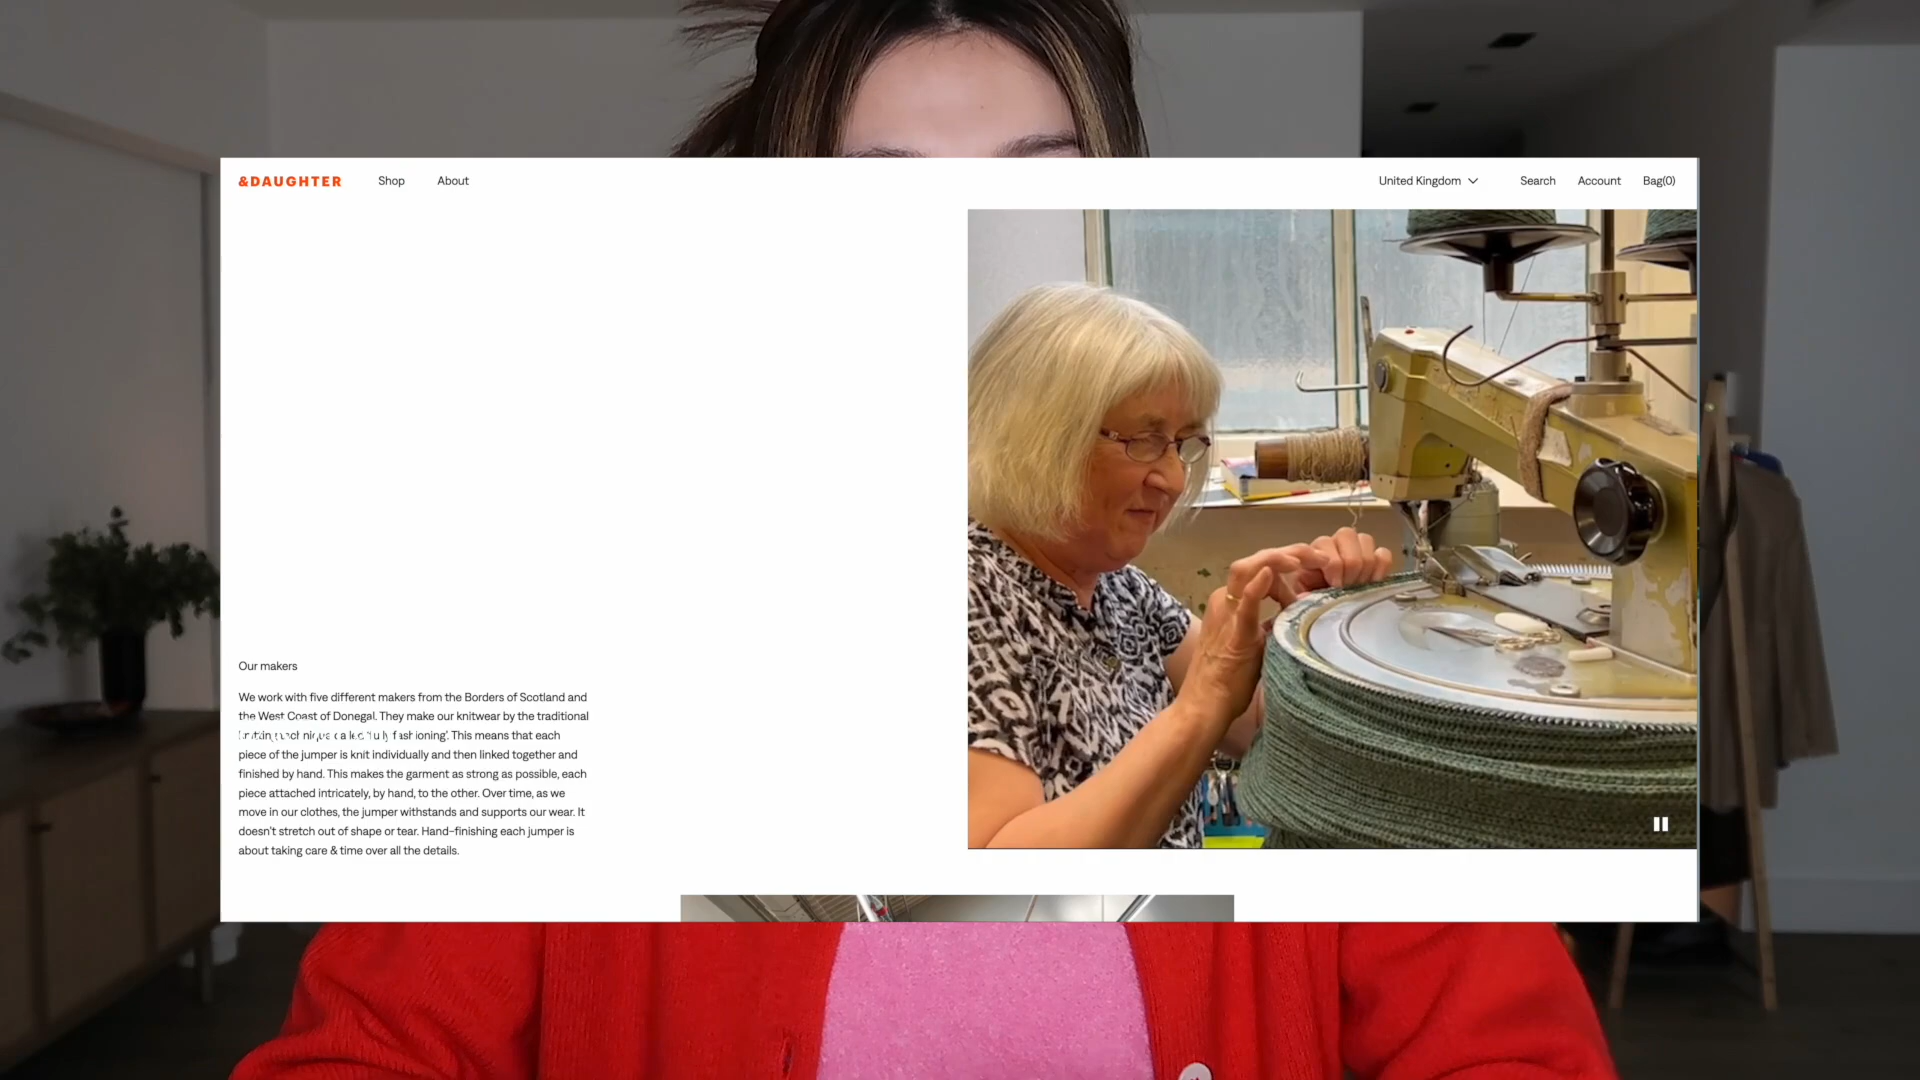 &DAUGHTER Shop About United Kingdom Search Account Bag(0)
Our makers
We work with five different makers from the Borders of Scotland and
the West Coast of Donegal. They make our knitwear by the traditional
knitting technique called 'fully fashioning'. This means that each
piece of the jumper is knit individually and then linked together and
finished by hand. This makes the garment as strong as possible, each
piece attached intricately, by hand, to the other. Over time, as we
move in our clothes, the jumper withstands and supports our wear. It
doesn't stretch out of shape or tear. Hand-finishing each jumper is
about taking care & time over all the details.